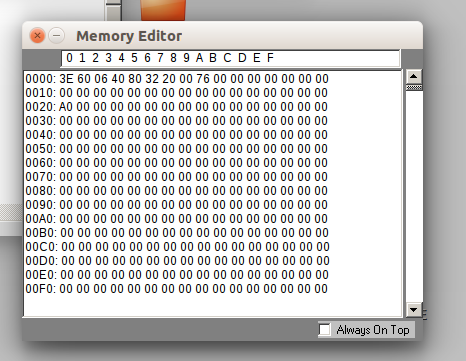 Memory Editor
0 1 2 3 4 5 6 7 8 9 A B C D E F
0000: 3E 60 06 40 80 32 20 00 76 00 00 00 00 00 00 00
0010: 00 00 00 00 00 00 00 00 00 00 00 00 00 00 00 00
0020: A0 00 00 00 00 00 00 00 00 00 00 00 00 00 00 00
0030: 00 00 00 00 00 00 00 00 00 00 00 00 00 00 00 00
0040: 00 00 00 00 00 00 00 00 00 00 00 00 00 00 00 00
0050: 00 00 00 00 00 00 00 00 00 00 00 00 00 00 00 00
0060: 00 00 00 00 00 00 00 00 00 00 00 00 00 00 00 00
0070: 00 00 00 00 00 00 00 00 00 00 00 00 00 00 00 00
0080: 00 00 00 00 00 00 00 00 00 00 00 00 00 00 00 00
0090: 00 00 00 00 00 00 00 00 00 00 00 00 00 00 00 00
00A0: 00 00 00 00 00 00 00 00 00 00 00 00 00 00 00 00
00B0: 00 00 00 00 00 00 00 00 00 00 00 00 00 00 00 00
00C0: 00 00 00 00 00 00 00 00 00 00 00 00 00 00 00 00
00D0: 00 00 00 00 00 00 00 00 00 00 00 00 00 00 00 00
00E0: 00 00 00 00 00 00 00 00 00 00 00 00 00 00 00 00
00F0: 00 00 00 00 00 00 00 00 00 00 00 00 00 00 00 00
Always On Top